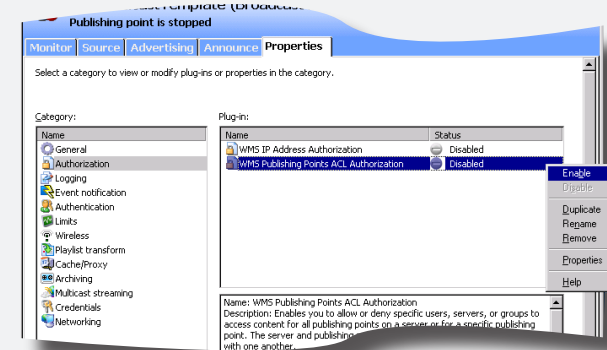 Publishing point is stopped
Monitor Source Advertising Announce Properties
Select a category to view or modify plug-ins or properties in the category.
Category:
Name
General
Authorization
Logging
Event notification
Authentication
Limits
Wireless
Playlist transform
Cache/Proxy
Archiving
Multicast streaming
Credentials
Networking
Plug-in:
Name Status
WMS IP Address Authorization Disabled
WMS Publishing Points ACL Authorization Disabled
Enable
Disable
Duplicate
Rename
Remove
Properties
Help
Name: WMS Publishing Points ACL Authorization
Description: Enables you to allow or deny specific users, servers, or groups to
access content for all publishing points on a server or for a specific publishing
point. The server and publishing
with one another.